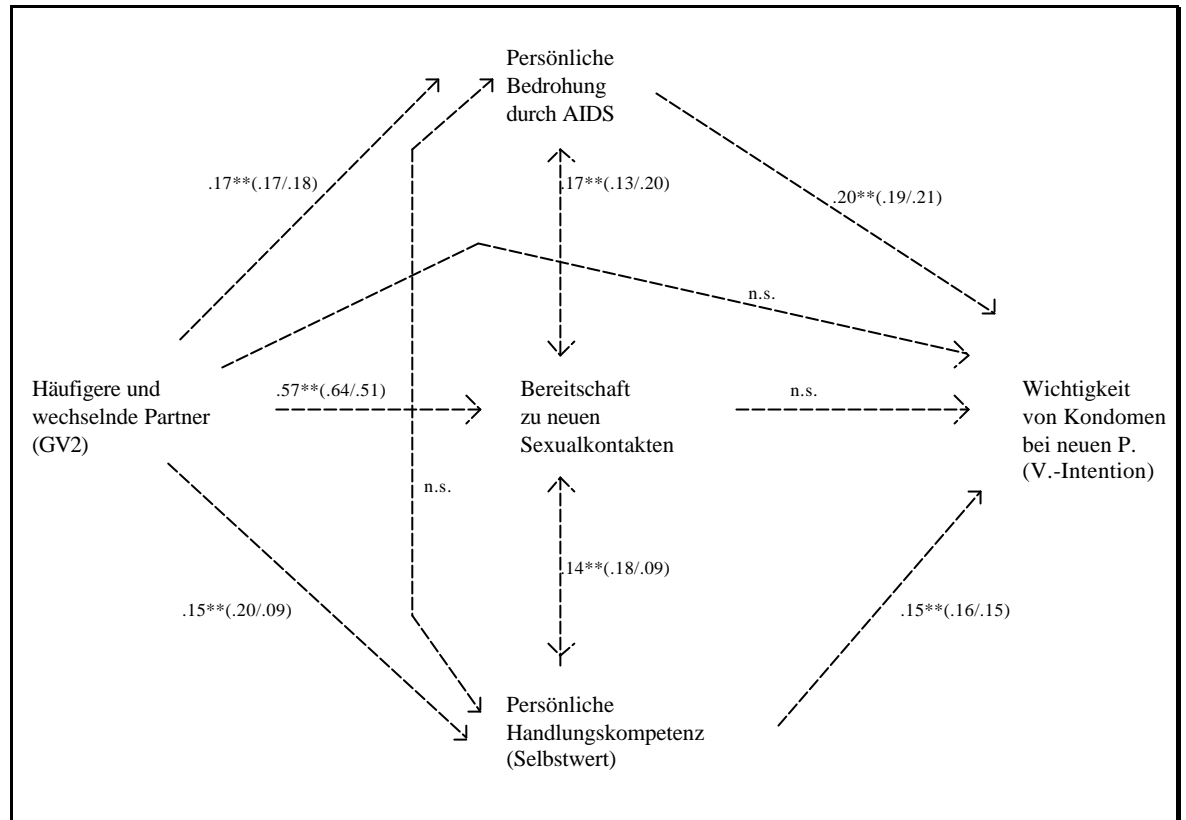 Persönliche
Bedrohung
durch AIDS
.17**(.17/.18)
.17**(.13/.20)
.20**(.19/.21)
n.s.
Häufigere und
wechselnde Partner
(GV2)
.57**(.64/.51)
Bereitschaft
zu neuen
Sexualkontakten
n.s.
Wichtigkeit
von Kondomen
bei neuen P.
(V.-Intention)
n.s.
.14**(.18/.09)
.15**(.20/.09)
.15**(.16/.15)
Persönliche
Handlungskompetenz
(Selbstwert)